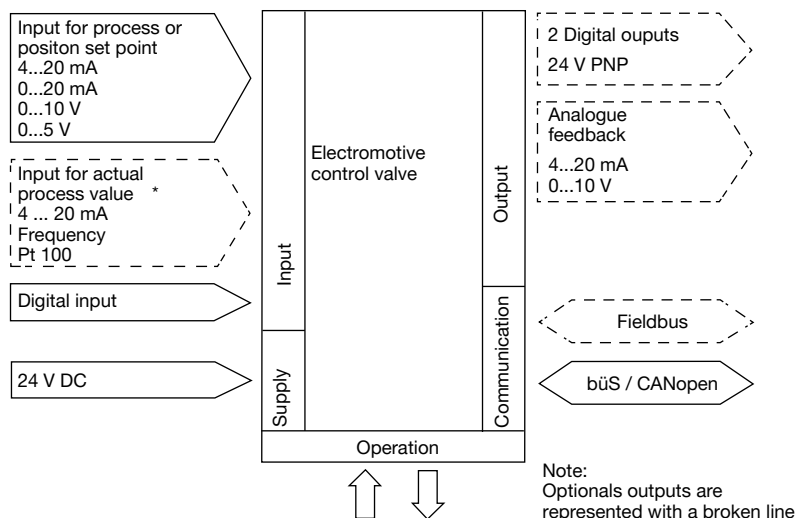 Input for process or
positon set point
4...20 mA
0...20 mA
0...10 V
0...5 V
Input for actual
process value *
4 ... 20 mA
Frequency
Pt 100
Digital input
24 V DC
Input
Supply
Electromotive
control valve
Output
Communication
Operation
2 Digital ouputs
24 V PNP
Analogue
feedback
4...20 mA
0...10 V
Fieldbus
büS / CANopen
Note:
Optionals outputs are
represented with a broken line